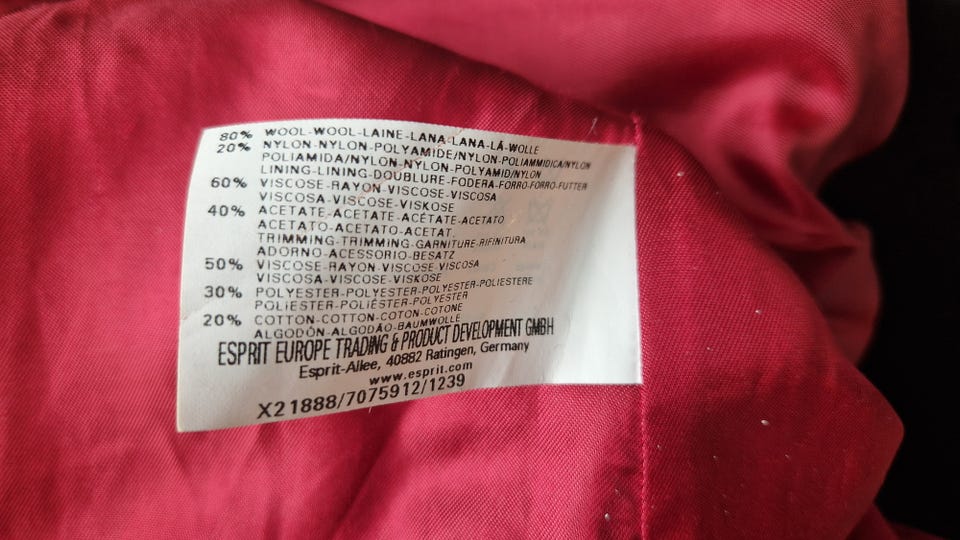 80% WOOL-WOOL-LAINE-LANA-LANA-LÃ-WOLLE
20% NYLON-NYLON-POLYAMIDE/NYLON-POLIAMMIDICA/NYLON
POLIAMIDA/NYLON-NYLON-POLYAMID/NYLON
LINING-LINING-DOUBLURE-FODERA-FORRO-FORRO-FUTTER
60% VISCOSE-RAYON-VISCOSE-VISCOSA
VISCOSA-VISCOSE-VISKOSE
40% ACETATE-ACETATE-ACÉTATE-ACETATO
ACETATO-ACETATO-ACETAT.
TRIMMING-TRIMMING-GARNITURE-RIFINITURA
ADORNO-ACESSORIO-BESATZ
50% VISCOSE-RAYON-VISCOSE-VISCOSA
VISCOSA-VISCOSE-VISKOSE
30% POLYESTER-POLYESTER-POLYESTER-POLIESTERE
POLIESTER-POLIÉSTER-POLYESTER
20% COTTON-COTTON-COTON-COTONE
ALGODÓN-ALGODÃO-BAUMWOLLE
ESPRIT EUROPE TRADING & PRODUCT DEVELOPMENT GMBH
Esprit-Allee, 40882 Ratingen, Germany
www.esprit.com
X21888/7075912/1239